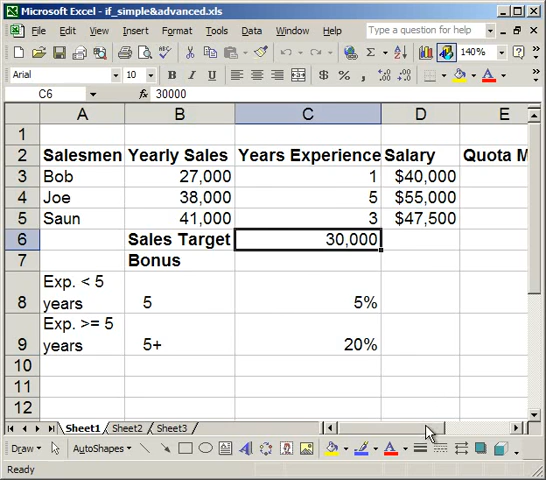 Microsoft Excel - if_simple&advanced.xls
File Edit View Insert Format Tools Data Window Help Type a question for help
Σ 140% ?
Arial 10 B I U $ % , A
C6 fx 30000
A B C D E
1
2 Salesmen Yearly Sales Years Experience Salary Quota M
3 Bob 27,000 1 $40,000
4 Joe 38,000 5 $55,000
5 Saun 41,000 3 $47,500
6 Sales Target 30,000
7 Bonus
8 Exp. < 5
years 5 5%
9 Exp. >= 5
years 5+ 20%
10
11
12
Sheet1 Sheet2 Sheet3
Draw AutoShapes A
Ready